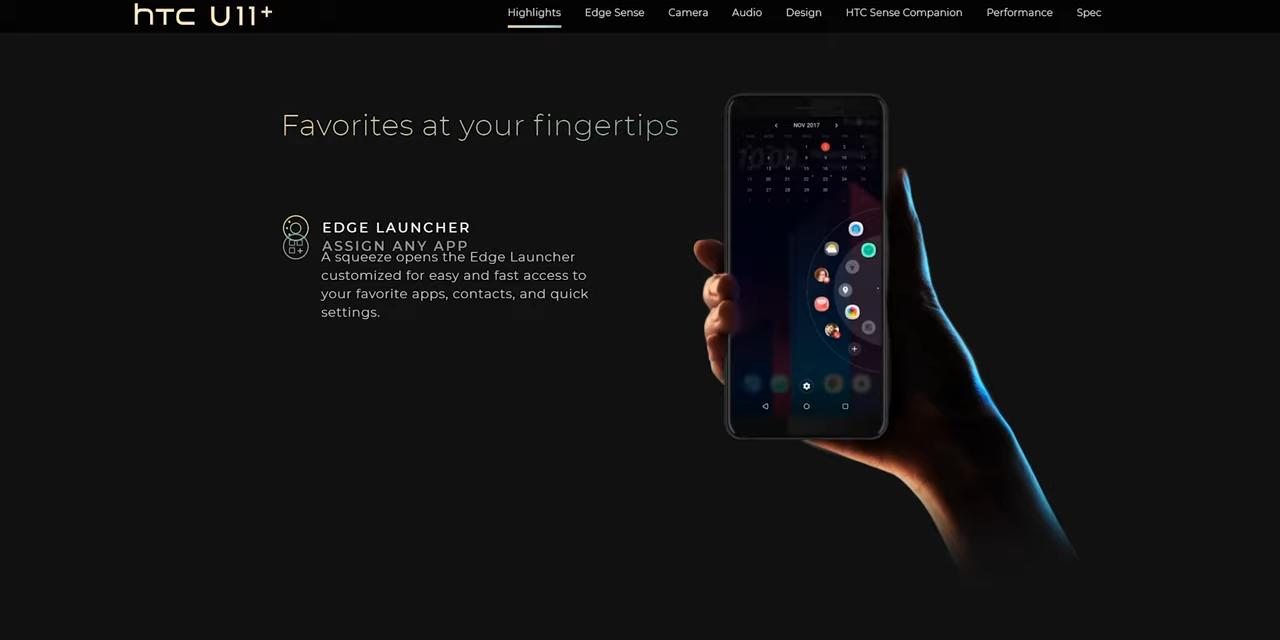 hTC U11+
Highlights
Edge Sense
Camera
Audio
Design
HTC Sense Companion
Performance
Spec
Favorites at your fingertips
EDGE LAUNCHER
ASSIGN ANY APP
A squeeze opens the Edge Launcher
customized for easy and fast access to
your favorite apps, contacts, and quick
settings.
NOV 2017